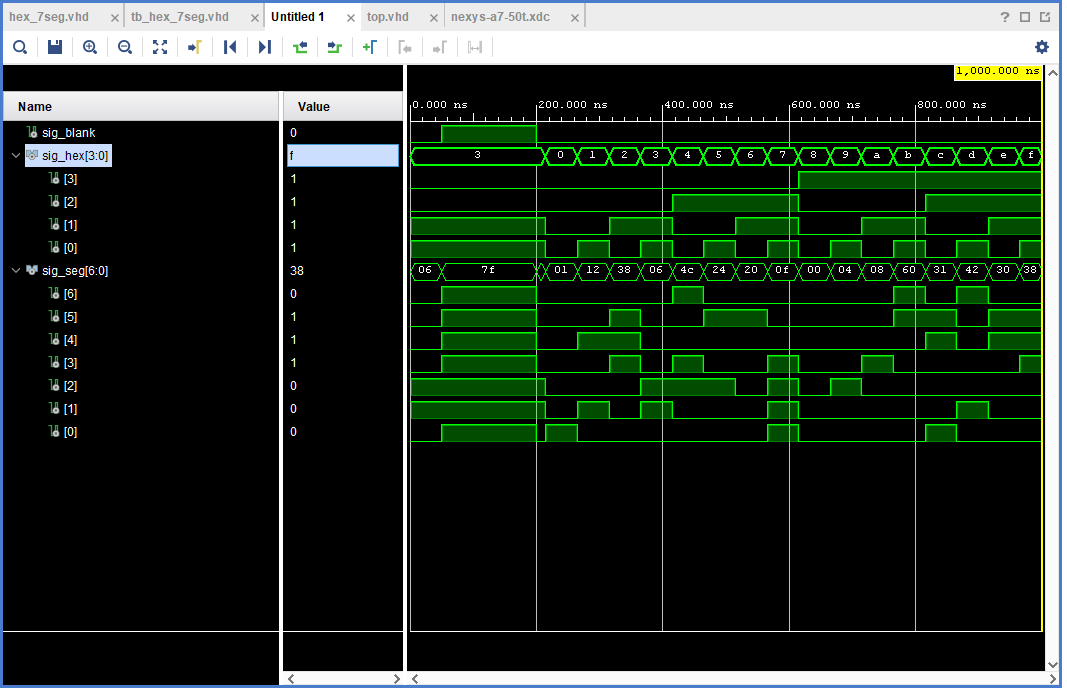 hex_7seg.vhd × tb_hex_7seg.vhd × Untitled 1 × top.vhd × nexys-a7-50t.xdc × ?
1,000.000 ns
Name Value 0.000 ns 200.000 ns 400.000 ns 600.000 ns 800.000 ns
sig_blank 0
sig_hex[3:0] f 3 0 1 2 3 4 5 6 7 8 9 a b c d e f
[3] 1
[2] 1
[1] 1
[0] 1
sig_seg[6:0] 38 06 7f 01 12 38 06 4c 24 20 0f 00 04 08 60 31 42 30 38
[6] 0
[5] 1
[4] 1
[3] 1
[2] 0
[1] 0
[0] 0